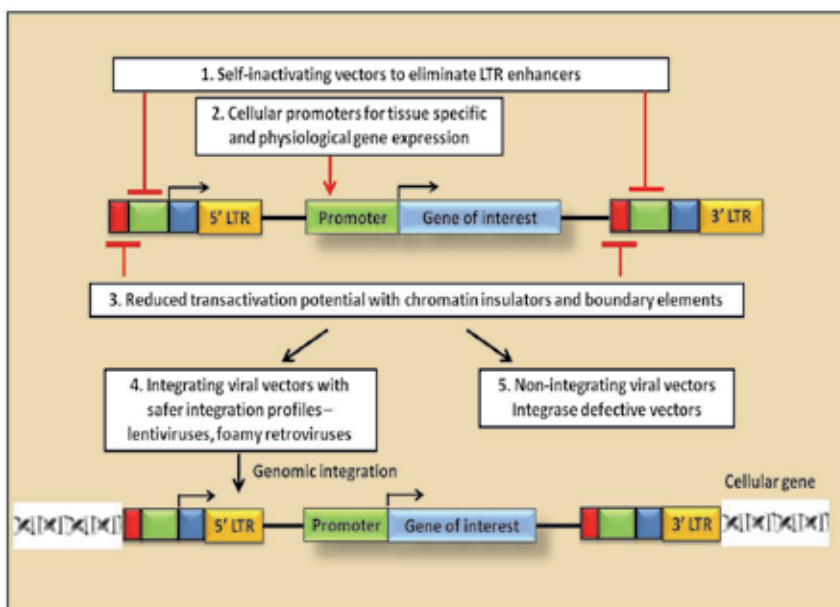 1. Self-inactivating vectors to eliminate LTR enhancers
2. Cellular promoters for tissue specific
and physiological gene expression
5' LTR
Promoter
Gene of interest
3' LTR
3. Reduced transactivation potential with chromatin insulators and boundary elements
4. Integrating viral vectors with
safer integration profiles–
lentiviruses, foamy retroviruses
5. Non-integrating viral vectors
Integrase defective vectors
Genomic integration
Cellular gene
5' LTR
Promoter
Gene of interest
3' LTR